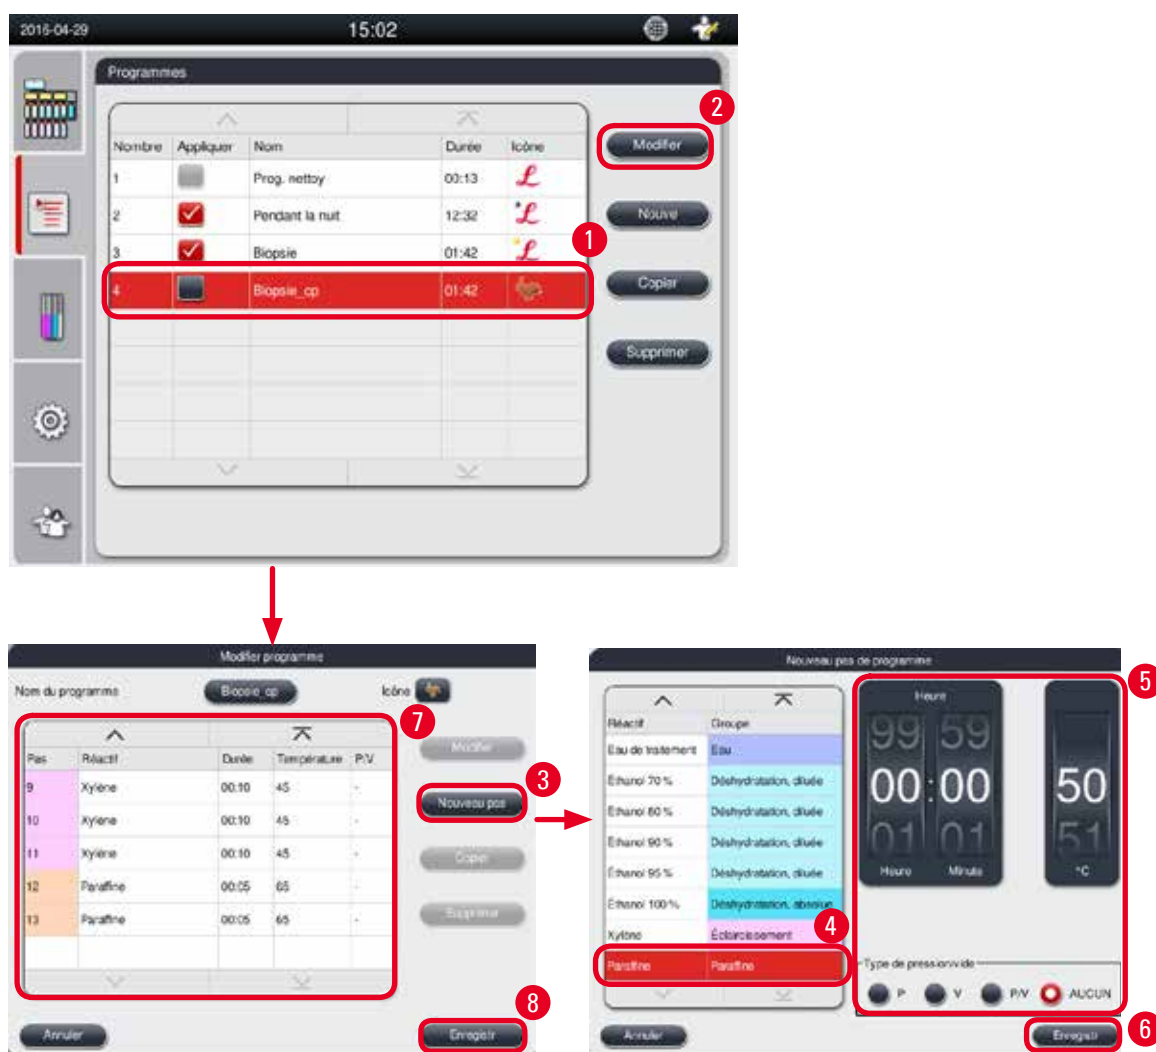 2016-04-29 15:02
Programmes
2
Nombre Appliquer Nom Durée Icône
Modifier
1 Prog. nettoy 00:13
2 Pendant la nuit 12:32
Nouve
1
3 Biopsie 01:42
4 Biopsie_cp 01:42
Copier
Supprimer
Modifier programme
Nom du programme Biopsie_cp Icône
7
Modifier
Pas Réactif Durée Température P/V
9 Xylène 00:10 45 -
3
Nouveau pas
10 Xylène 00:10 45 -
11 Xylène 00:10 45 -
Copier
12 Paraffine 00:05 65 -
13 Paraffine 00:05 65 -
Supprimer
8
Annuler Enregistr
Nouveau pas de programme
5
Heure
Réactif Groupe
99 59
Eau de traitement Eau
Éthanol 70 % Déshydratation, diluée
00:00 50
Éthanol 80 % Déshydratation, diluée
Éthanol 90 % Déshydratation, diluée
01 01 51
Éthanol 95 % Déshydratation, diluée
Heure Minute °C
Éthanol 100 % Déshydratation, absolue
4
Xylène Éclaircissement
Paraffine Paraffine
Type de pression/vide
P V P/V AUCUN
6
Annuler Enregistr